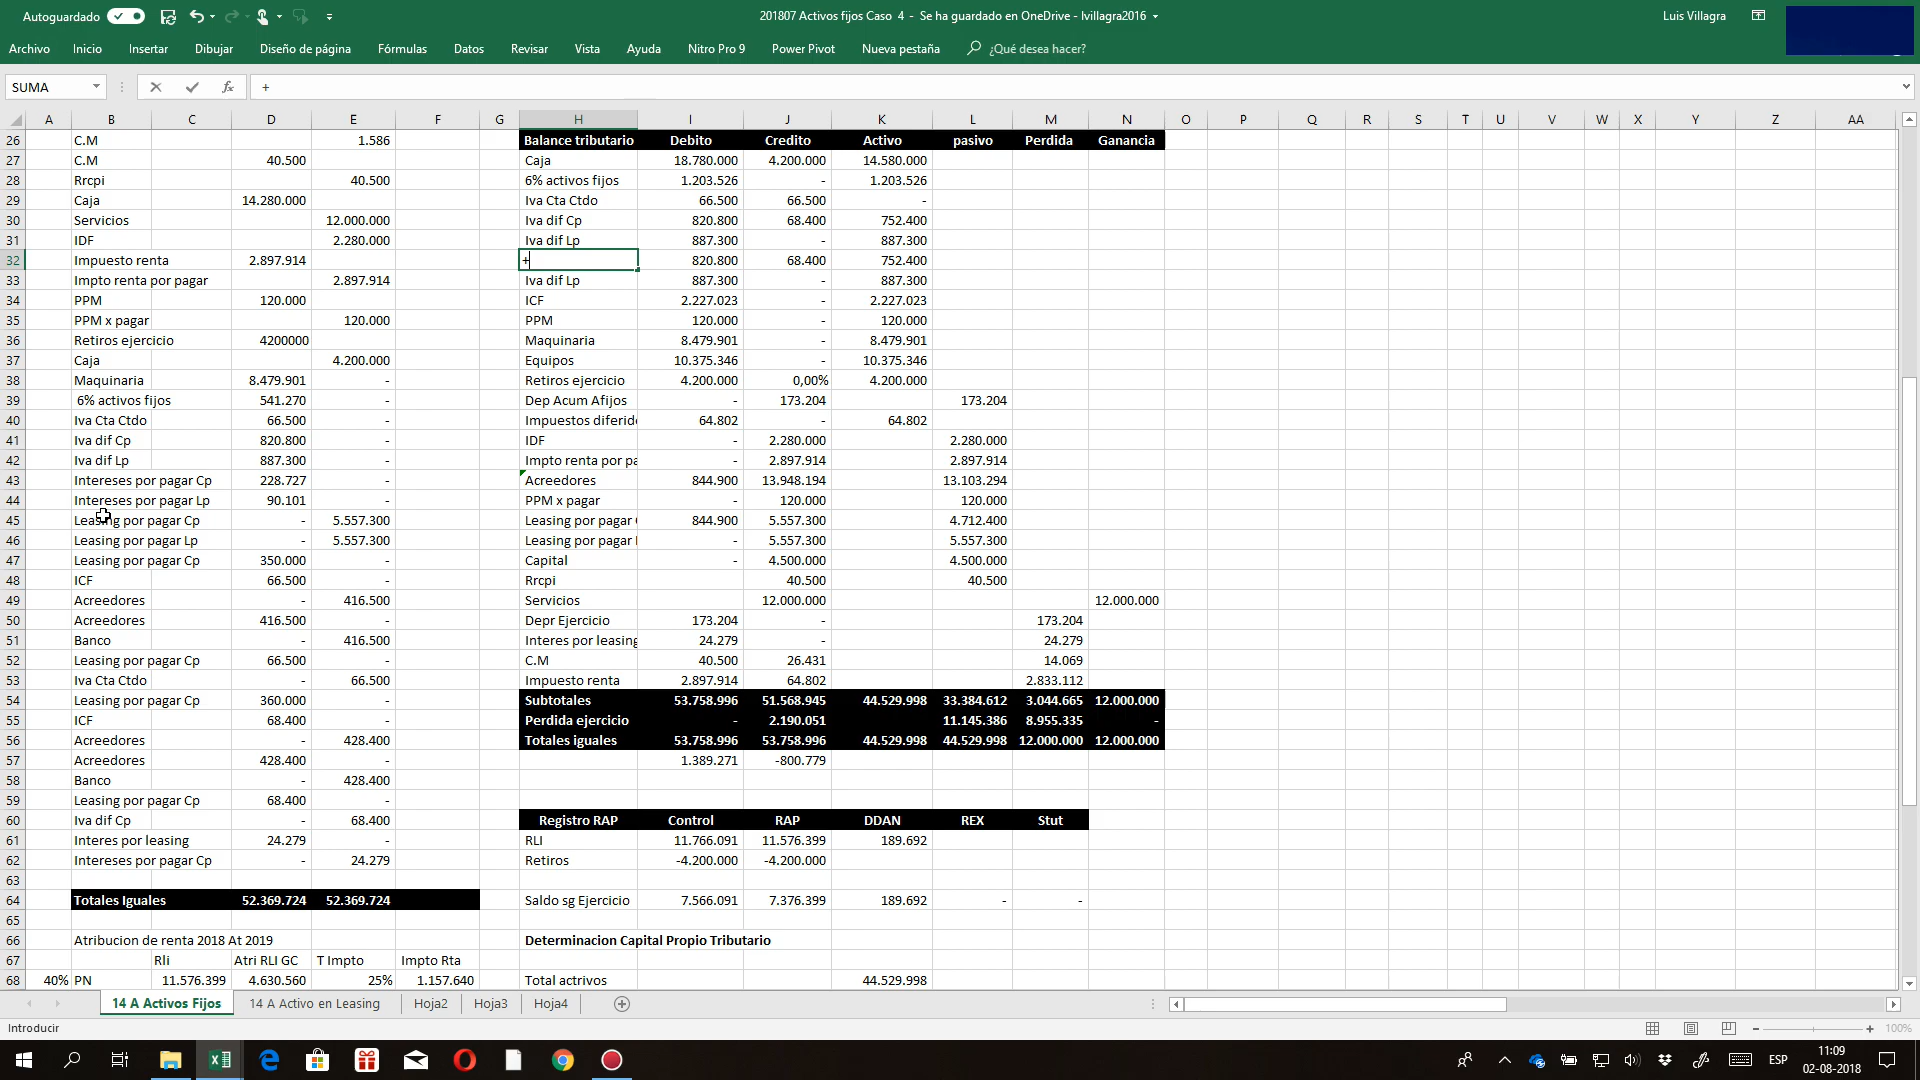 Autoguardado
201807 Activos fijos Caso 4 - Se ha guardado en OneDrive - lvillagra2016
Luis Villagra
Archivo Inicio Insertar Dibujar Diseño de página Fórmulas Datos Revisar Vista Ayuda Nitro Pro 9 Power Pivot Nueva pestaña ¿Qué desea hacer?
SUMA fx +
A B C D E F G H I J K L M N O P Q R S T U V W X Y Z AA
26 C.M 1.586 Balance tributario Debito Credito Activo pasivo Perdida Ganancia
27 C.M 40.500 Caja 18.780.000 4.200.000 14.580.000
28 Rrcpi 40.500 6% activos fijos 1.203.526 - 1.203.526
29 Caja 14.280.000 Iva Cta Ctdo 66.500 66.500 -
30 Servicios 12.000.000 Iva dif Cp 820.800 68.400 752.400
31 IDF 2.280.000 Iva dif Lp 887.300 - 887.300
32 Impuesto renta 2.897.914 + 820.800 68.400 752.400
33 Impto renta por pagar 2.897.914 Iva dif Lp 887.300 - 887.300
34 PPM 120.000 ICF 2.227.023 - 2.227.023
35 PPM x pagar 120.000 PPM 120.000 - 120.000
36 Retiros ejercicio 4200000 Maquinaria 8.479.901 - 8.479.901
37 Caja 4.200.000 Equipos 10.375.346 - 10.375.346
38 Maquinaria 8.479.901 - Retiros ejercicio 4.200.000 0,00% 4.200.000
39 6% activos fijos 541.270 - Dep Acum Afijos - 173.204 173.204
40 Iva Cta Ctdo 66.500 - Impuestos diferid 64.802 - 64.802
41 Iva dif Cp 820.800 - IDF - 2.280.000 2.280.000
42 Iva dif Lp 887.300 - Impto renta por pa - 2.897.914 2.897.914
43 Intereses por pagar Cp 228.727 - Acreedores 844.900 13.948.194 13.103.294
44 Intereses por pagar Lp 90.101 - PPM x pagar - 120.000 120.000
45 Leasing por pagar Cp - 5.557.300 Leasing por pagar 844.900 5.557.300 4.712.400
46 Leasing por pagar Lp - 5.557.300 Leasing por pagar - 5.557.300 5.557.300
47 Leasing por pagar Cp 350.000 - Capital - 4.500.000 4.500.000
48 ICF 66.500 - Rrcpi 40.500 40.500
49 Acreedores - 416.500 Servicios 12.000.000 12.000.000
50 Acreedores 416.500 - Depr Ejercicio 173.204 - 173.204
51 Banco - 416.500 Interes por leasing 24.279 - 24.279
52 Leasing por pagar Cp 66.500 - C.M 40.500 26.431 14.069
53 Iva Cta Ctdo - 66.500 Impuesto renta 2.897.914 64.802 2.833.112
54 Leasing por pagar Cp 360.000 - Subtotales 53.758.996 51.568.945 44.529.998 33.384.612 3.044.665 12.000.000
55 ICF 68.400 - Perdida ejercicio - 2.190.051 11.145.386 8.955.335 -
56 Acreedores - 428.400 Totales iguales 53.758.996 53.758.996 44.529.998 44.529.998 12.000.000 12.000.000
57 Acreedores 428.400 - 1.389.271 -800.779
58 Banco - 428.400
59 Leasing por pagar Cp 68.400 -
60 Iva dif Cp - 68.400 Registro RAP Control RAP DDAN REX Stut
61 Interes por leasing 24.279 - RLI 11.766.091 11.576.399 189.692
62 Intereses por pagar Cp - 24.279 Retiros -4.200.000 -4.200.000
63
64 Totales Iguales 52.369.724 52.369.724 Saldo sg Ejercicio 7.566.091 7.376.399 189.692 - -
65
66 Atribucion de renta 2018 At 2019 Determinacion Capital Propio Tributario
67 Rli Atri RLI GC T Impto Impto Rta
68 40% PN 11.576.399 4.630.560 25% 1.157.640 Total actrivos 44.529.998
14 A Activos Fijos 14 A Activo en Leasing Hoja2 Hoja3 Hoja4
Introducir 100%
ESP 11:09
02-08-2018